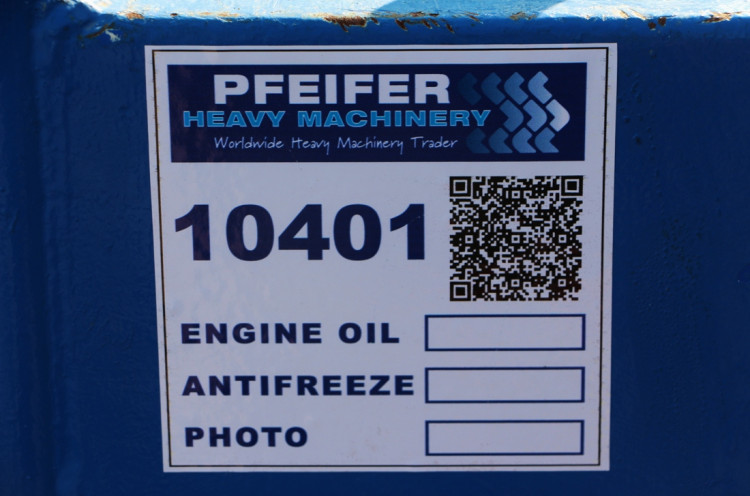 PFEIFER
HEAVY MACHINERY
Worldwide Heavy Machinery Trader
10401
ENGINE OIL
ANTIFREEZE
PHOTO